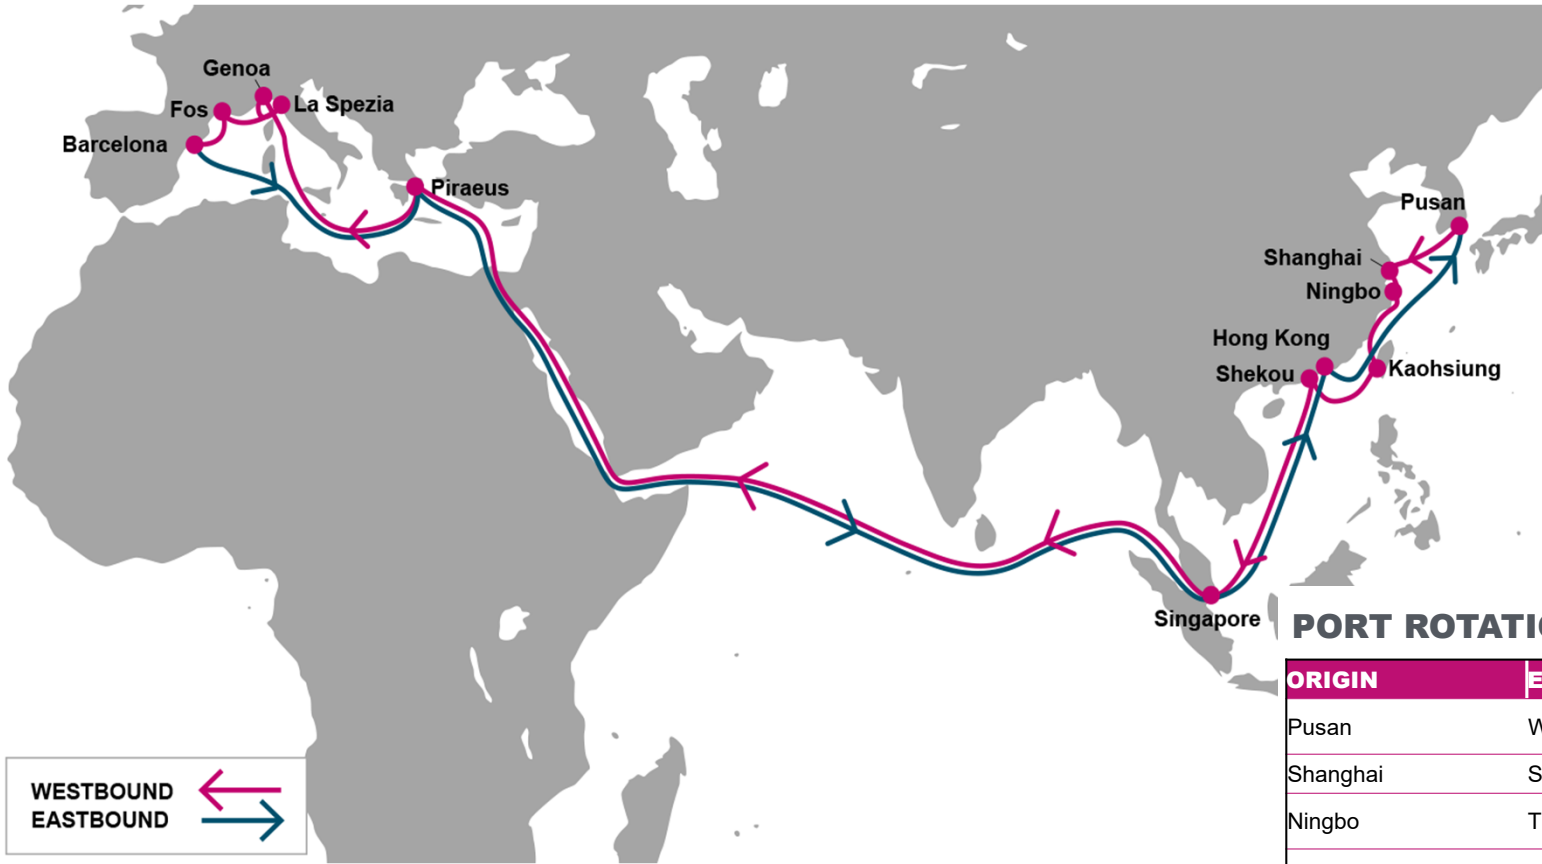 Genoa
La Spezia
Fos
Barcelona
Piraeus
Pusan
Shanghai
Ningbo
Hong Kong
Shekou
Kaohsiung
Singapore
PORT ROTATI
ORIGIN
Pusan
Shanghai
Ningbo
WESTBOUND
EASTBOUND